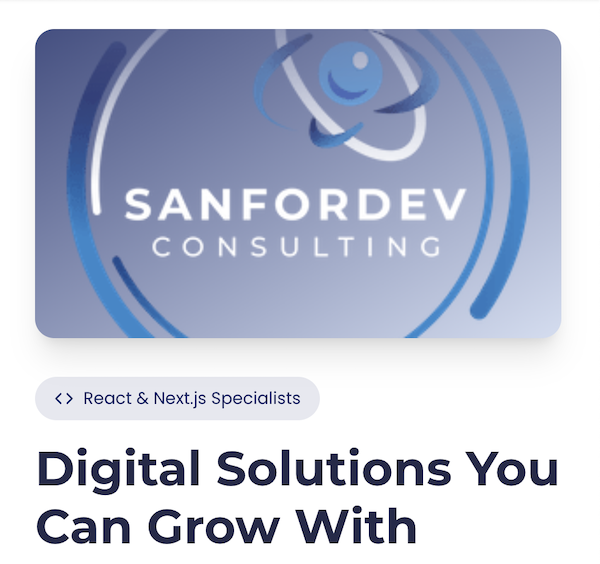 SANFORDEV
CONSULTING
React & Next.js Specialists
Digital Solutions You
Can Grow With